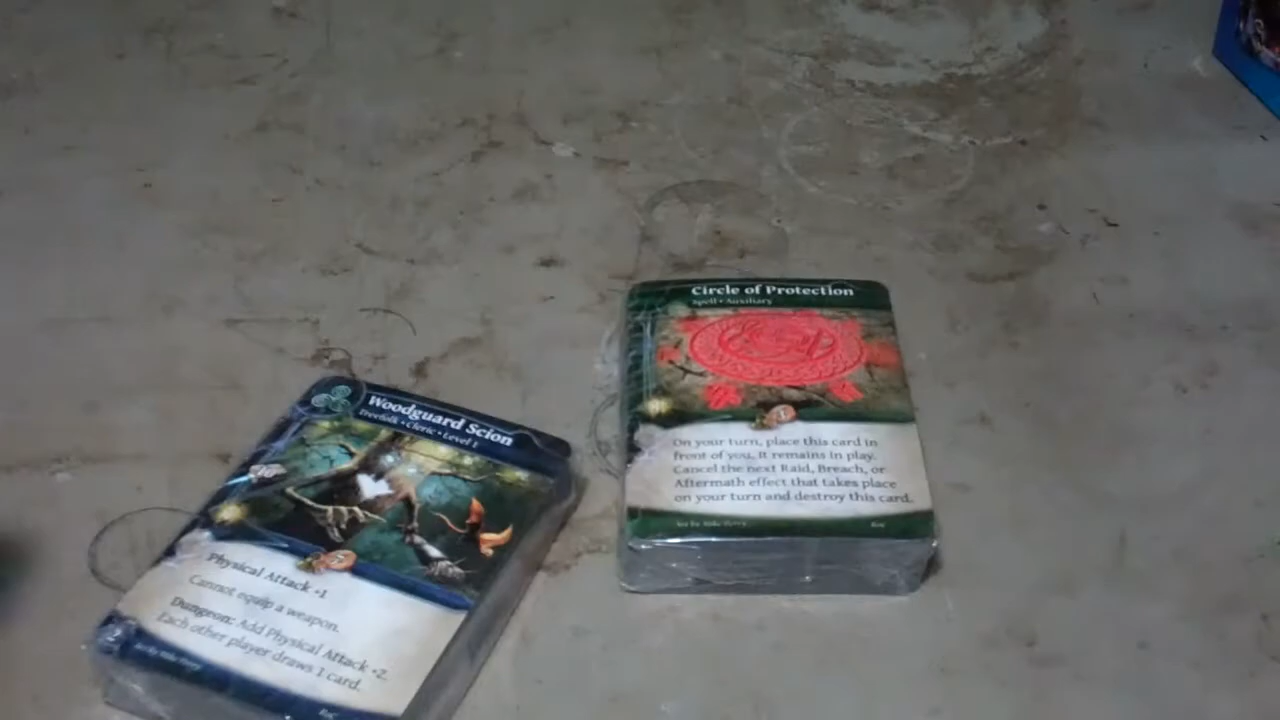 Woodguard Scion
Treefolk • Cleric • Level 1
Physical Attack +1
Cannot equip a weapon.
Dungeon: Add Physical Attack +2.
Each other player draws 1 card.
Circle of Protection
Spell • Auxiliary
On your turn, place this card in
front of you. It remains in play.
Cancel the next Raid, Breach, or
Aftermath effect that takes place
on your turn and destroy this card.